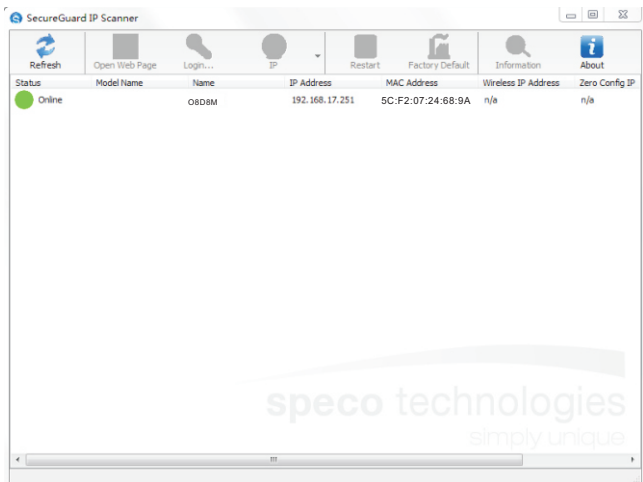 SecureGuard IP Scanner
Refresh Open Web Page Login... IP Restart Factory Default Information About
Status Model Name Name IP Address MAC Address Wireless IP Address Zero Config IP
Online O8D8M 192.168.17.251 5C:F2:07:24:68:9A n/a n/a
speco technologies
simply unique